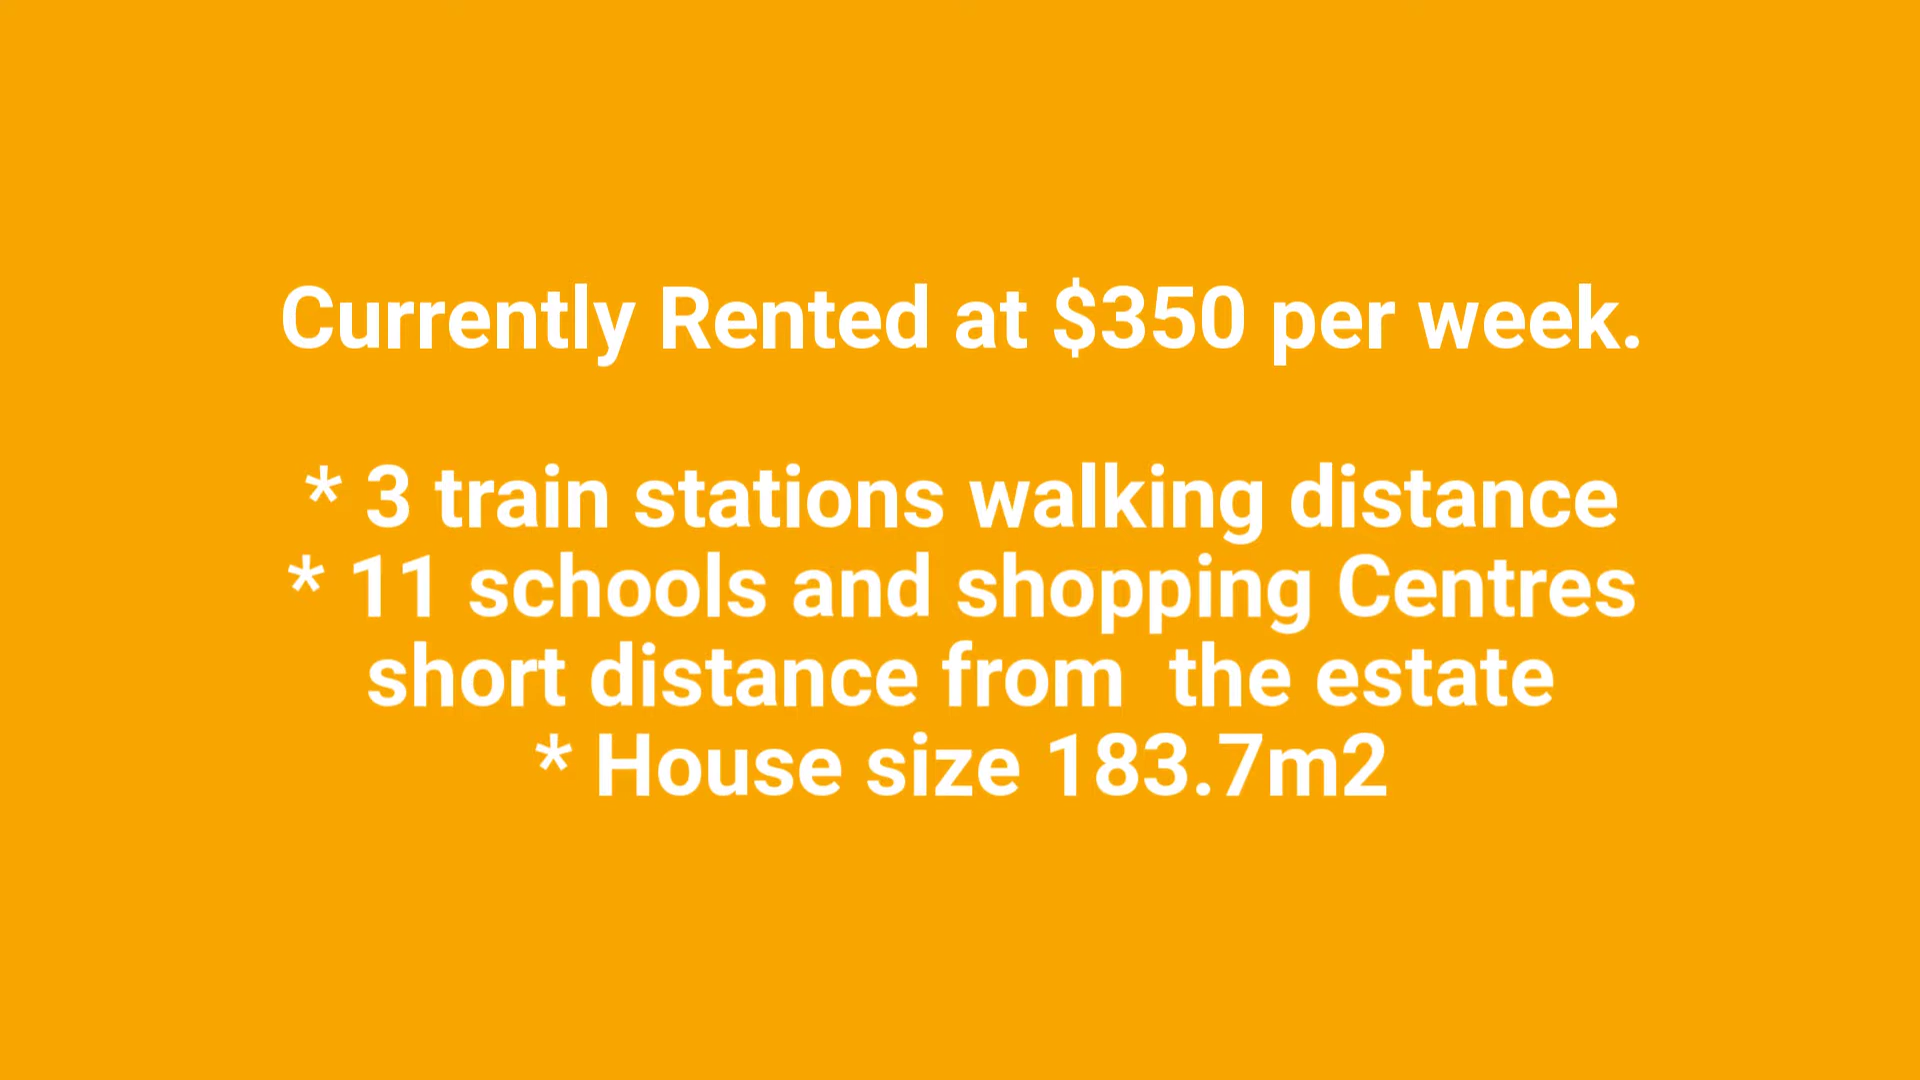 Currently Rented at $350 per week.
* 3 train stations walking distance
* 11 schools and shopping Centres
short distance from  the estate
* House size 183.7m2